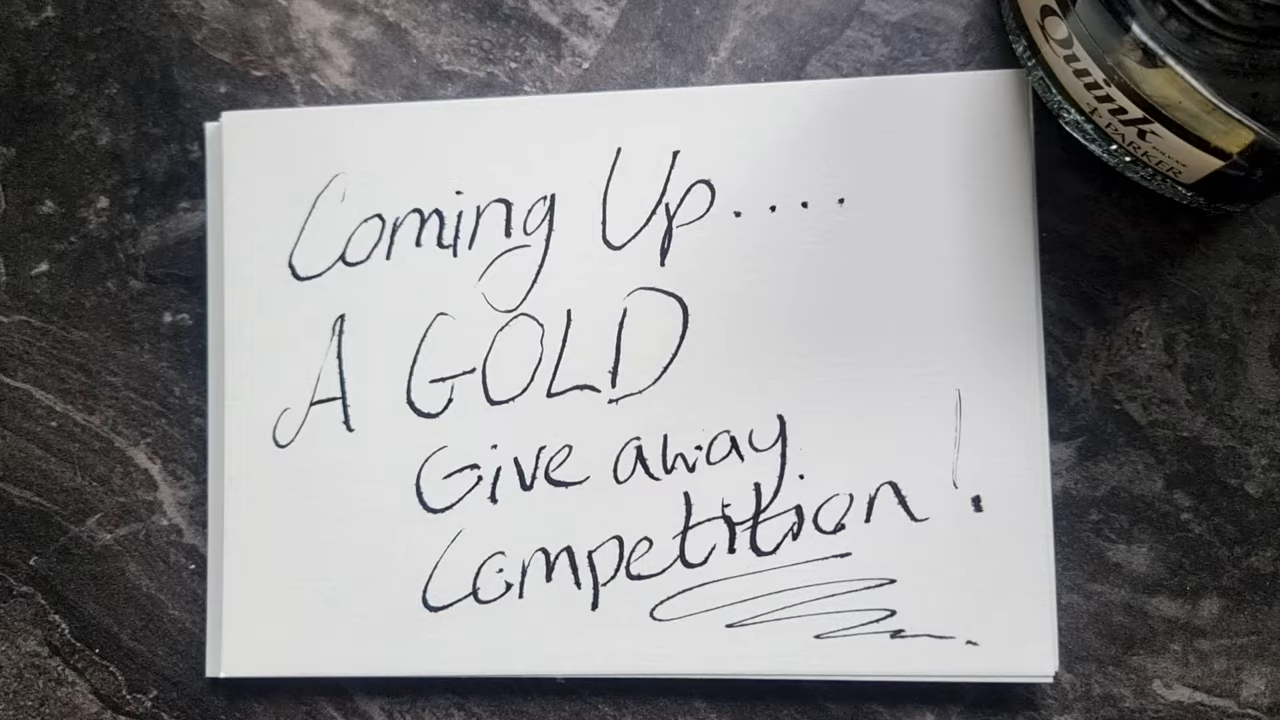 Coming Up....
A GOLD
Give away
Competition!
Quink
PARKER